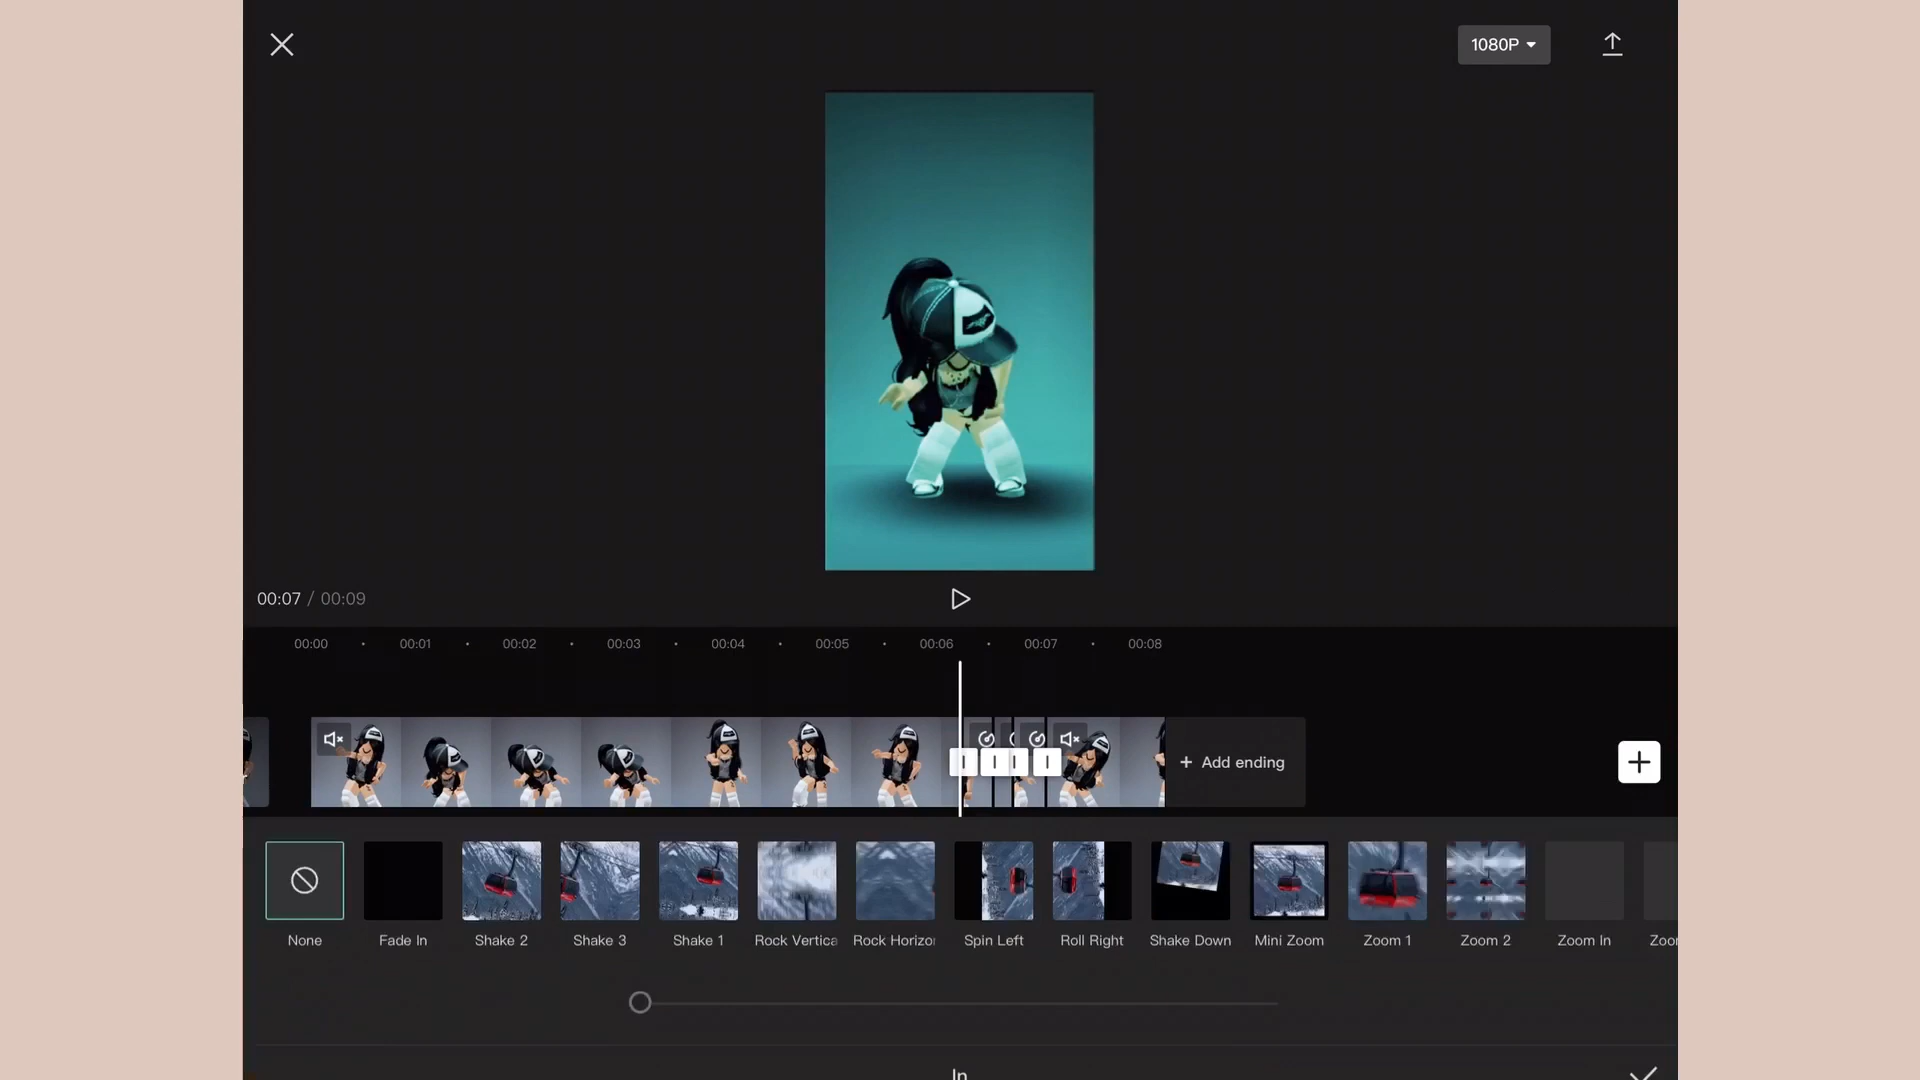 1080P
00:07 / 00:09
00:00 00:01 00:02 00:03 00:04 00:05 00:06 00:07 00:08
+ Add ending
None Fade In Shake 2 Shake 3 Shake 1 Rock Vertica Rock Horizor Spin Left Roll Right Shake Down Mini Zoom Zoom 1 Zoom 2 Zoom In Zoo
In